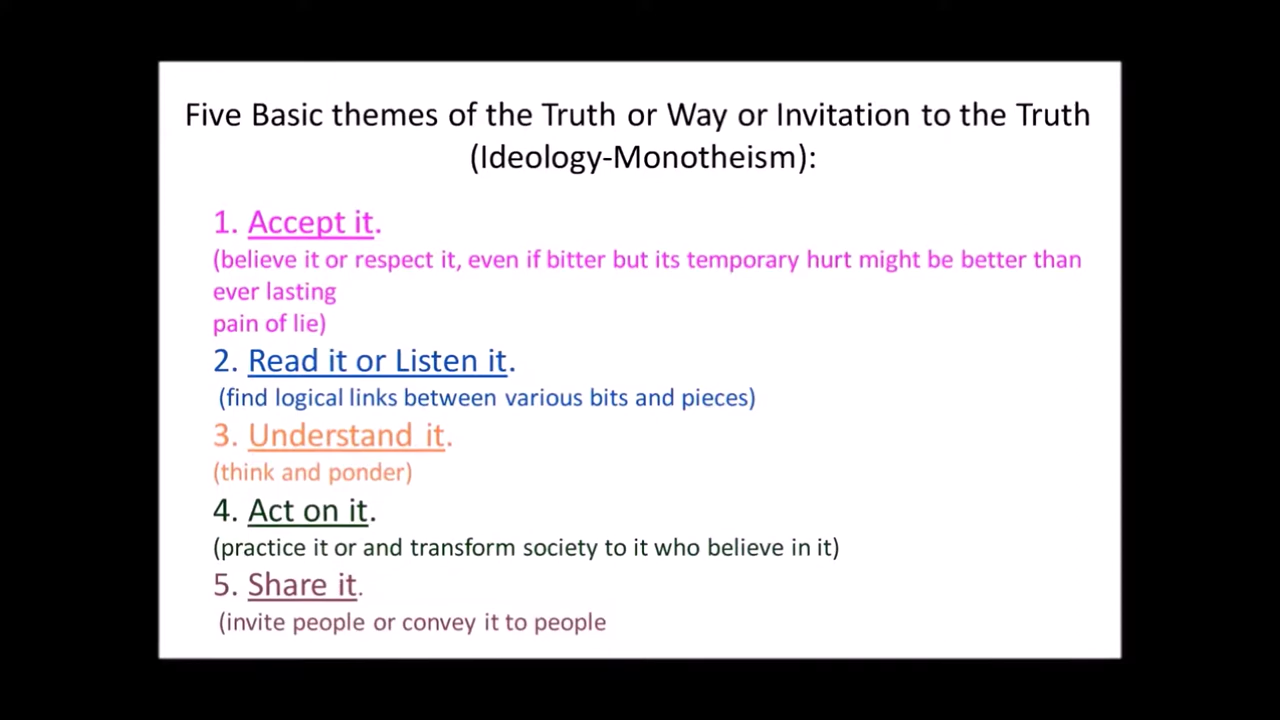 Five Basic themes of the Truth or Way or Invitation to the Truth
(Ideology-Monotheism):
1. Accept it.
(believe it or respect it, even if bitter but its temporary hurt might be better than
ever lasting
pain of lie)
2. Read it or Listen it.
(find logical links between various bits and pieces)
3. Understand it.
(think and ponder)
4. Act on it.
(practice it or and transform society to it who believe in it)
5. Share it.
(invite people or convey it to people